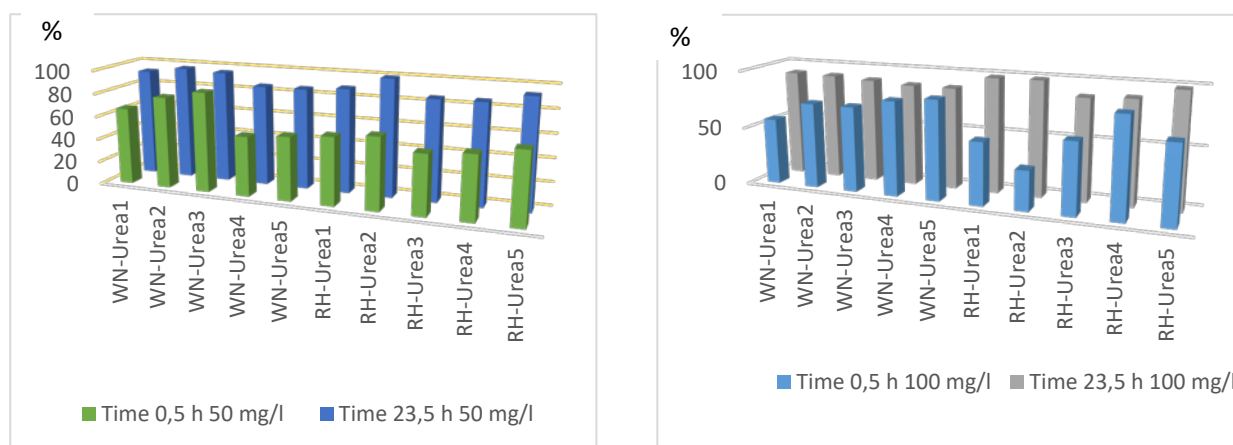 %
100
80
60
40
20
0
WN-Urea1
WN-Urea2
WN-Urea3
WN-Urea4
WN-Urea5
RH-Urea1
RH-Urea2
RH-Urea3
RH-Urea4
RH-Urea5
Time 0,5 h 50 mg/l Time 23,5 h 50 mg/l
%
100
50
0
WN-Urea1
WN-Urea2
WN-Urea3
WN-Urea4
WN-Urea5
RH-Urea1
RH-Urea2
RH-Urea3
RH-Urea4
RH-Urea5
Time 0,5 h 100 mg/l Time 23,5 h 100 mg/l